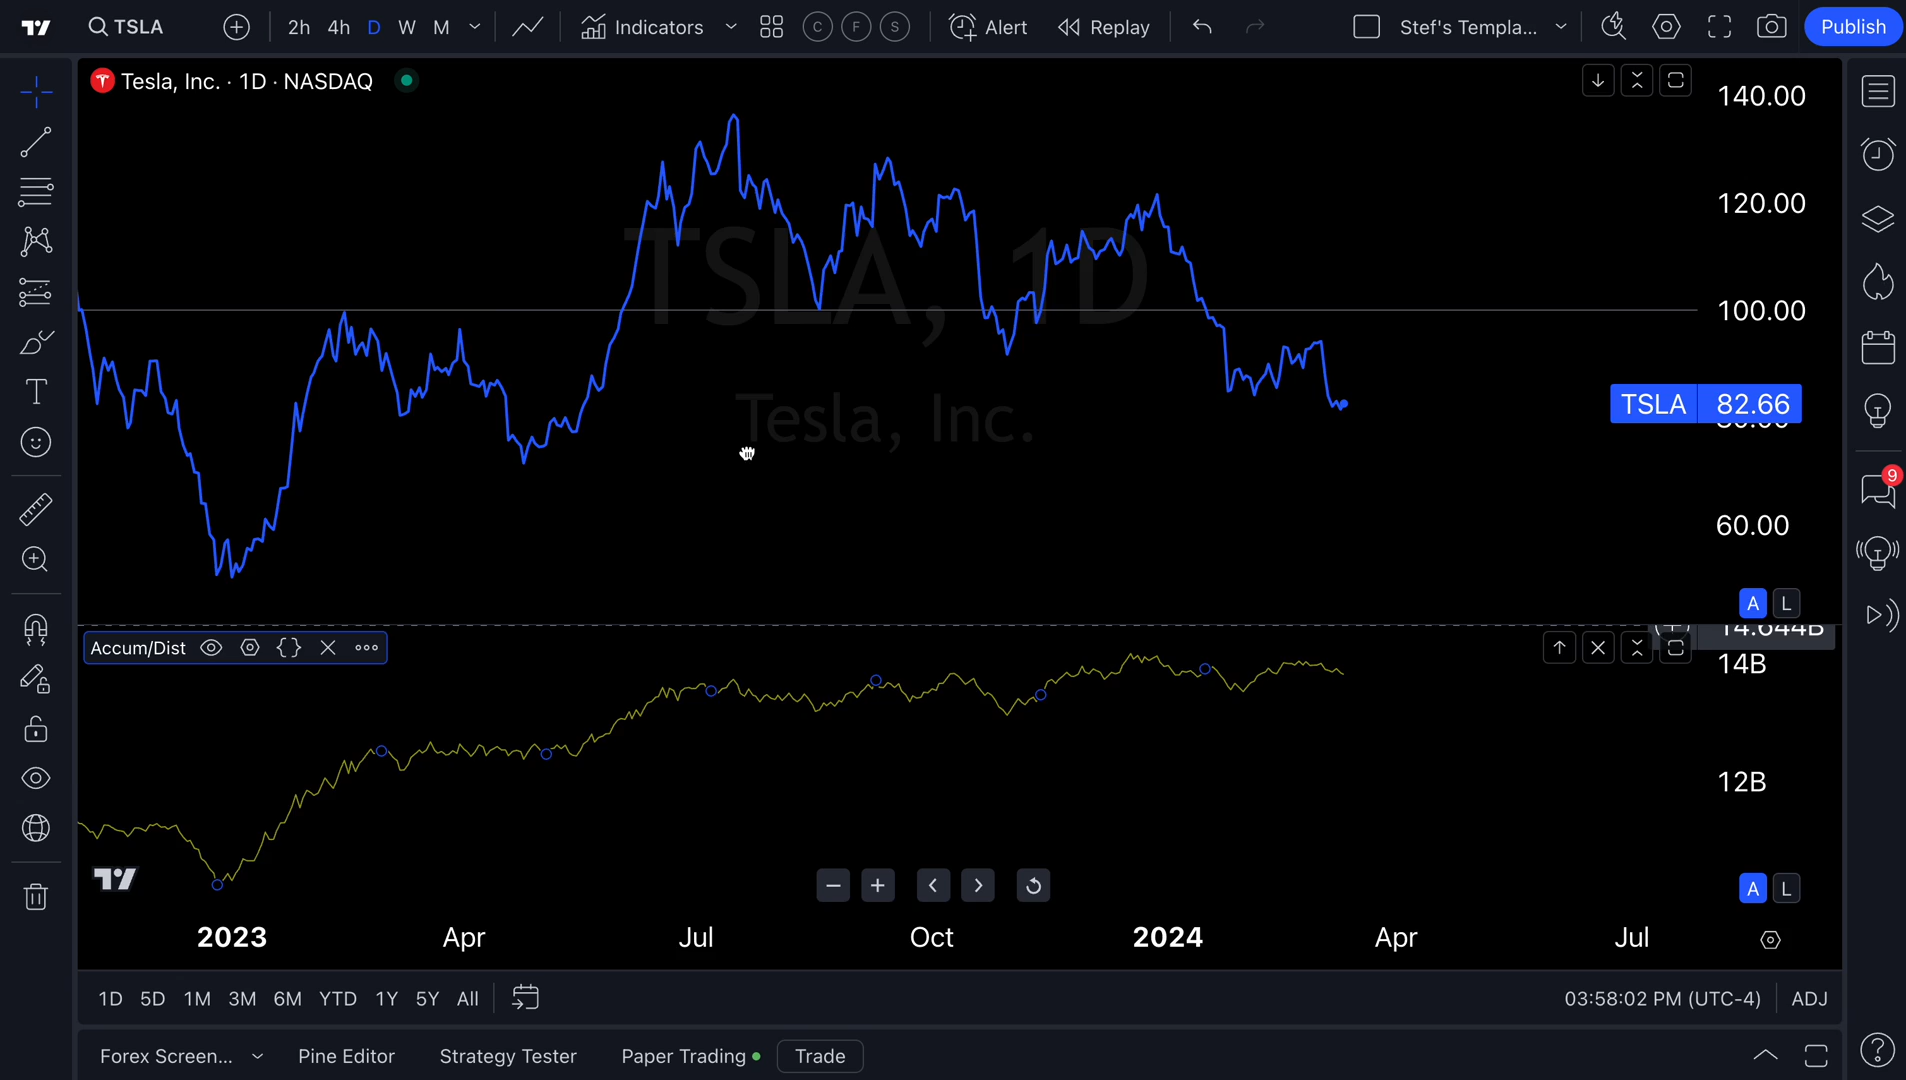 TSLA 2h 4h D W M Indicators C F S Alert Replay Stef's Templa... Publish
Tesla, Inc. · 1D · NASDAQ
140.00
120.00
TSLA, 1D
100.00
TSLA 82.66
Tesla, Inc.
9
60.00
A L
14.644B
Accum/Dist
14B
12B
A L
2023 Apr Jul Oct 2024 Apr Jul
1D 5D 1M 3M 6M YTD 1Y 5Y All 03:58:02 PM (UTC-4) ADJ
Forex Screen... Pine Editor Strategy Tester Paper Trading Trade